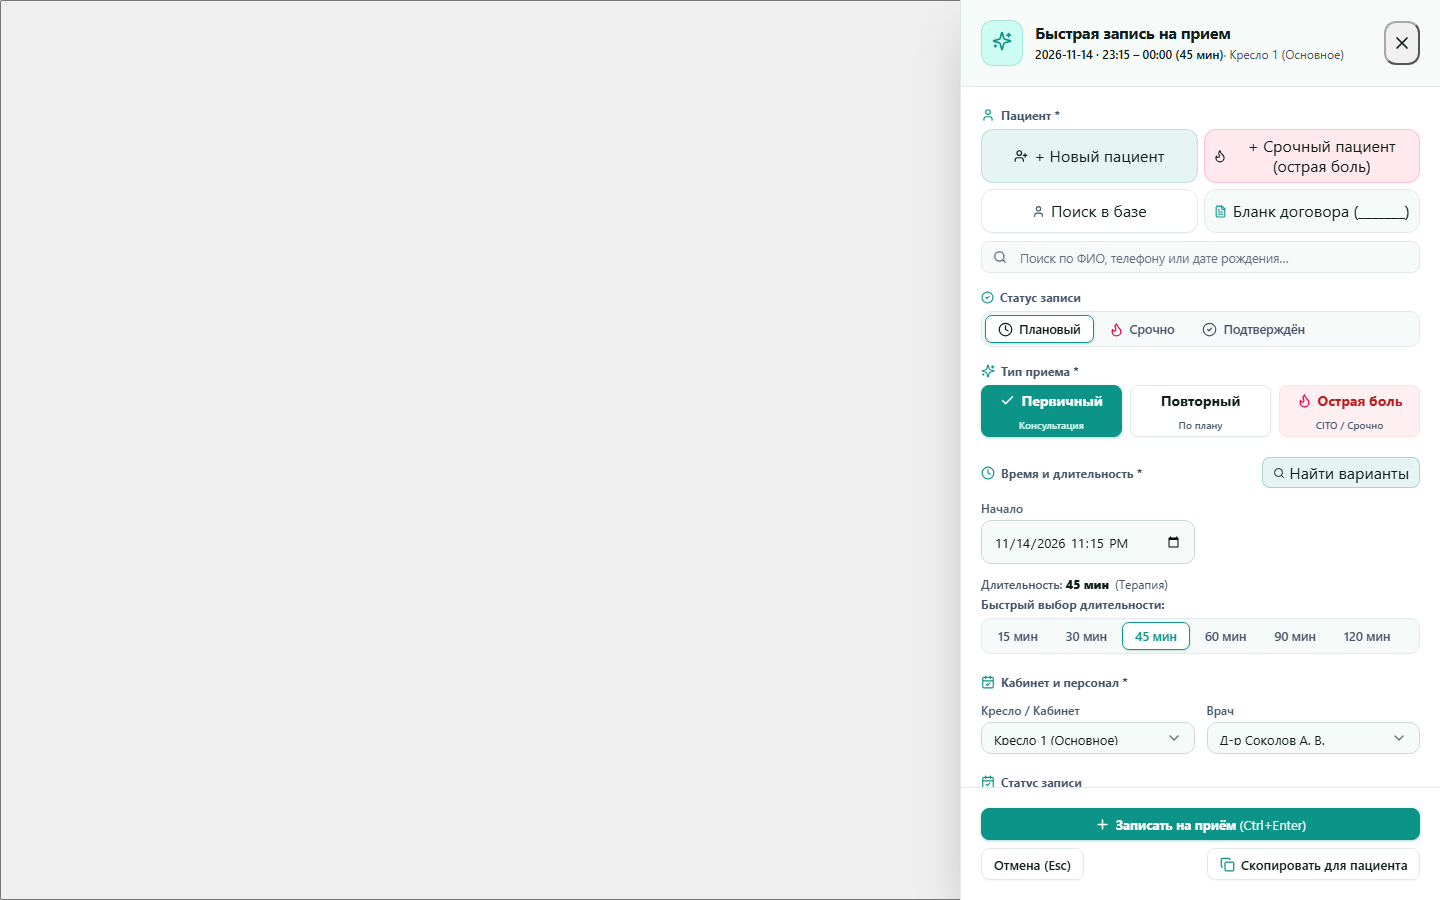 Быстрая запись на прием
2026-11-14 · 23:15 – 00:00 (45 мин)· Кресло 1 (Основное)
Пациент *
+ Новый пациент
+ Срочный пациент
(острая боль)
Поиск в базе
Бланк договора (______)
Поиск по ФИО, телефону или дате рождения...
Статус записи
Плановый Срочно Подтверждён
Тип приема *
Первичный
Консультация
Повторный
По плану
Острая боль
CITO / Срочно
Время и длительность *
Найти варианты
Начало
11/14/2026 11:15 PM
Длительность: 45 мин (Терапия)
Быстрый выбор длительности:
15 мин 30 мин 45 мин 60 мин 90 мин 120 мин
Кабинет и персонал *
Кресло / Кабинет
Врач
Кресло 1 (Основное)
Д-р Соколов А. В.
Статус записи
+ Записать на приём (Ctrl+Enter)
Отмена (Esc)
Скопировать для пациента